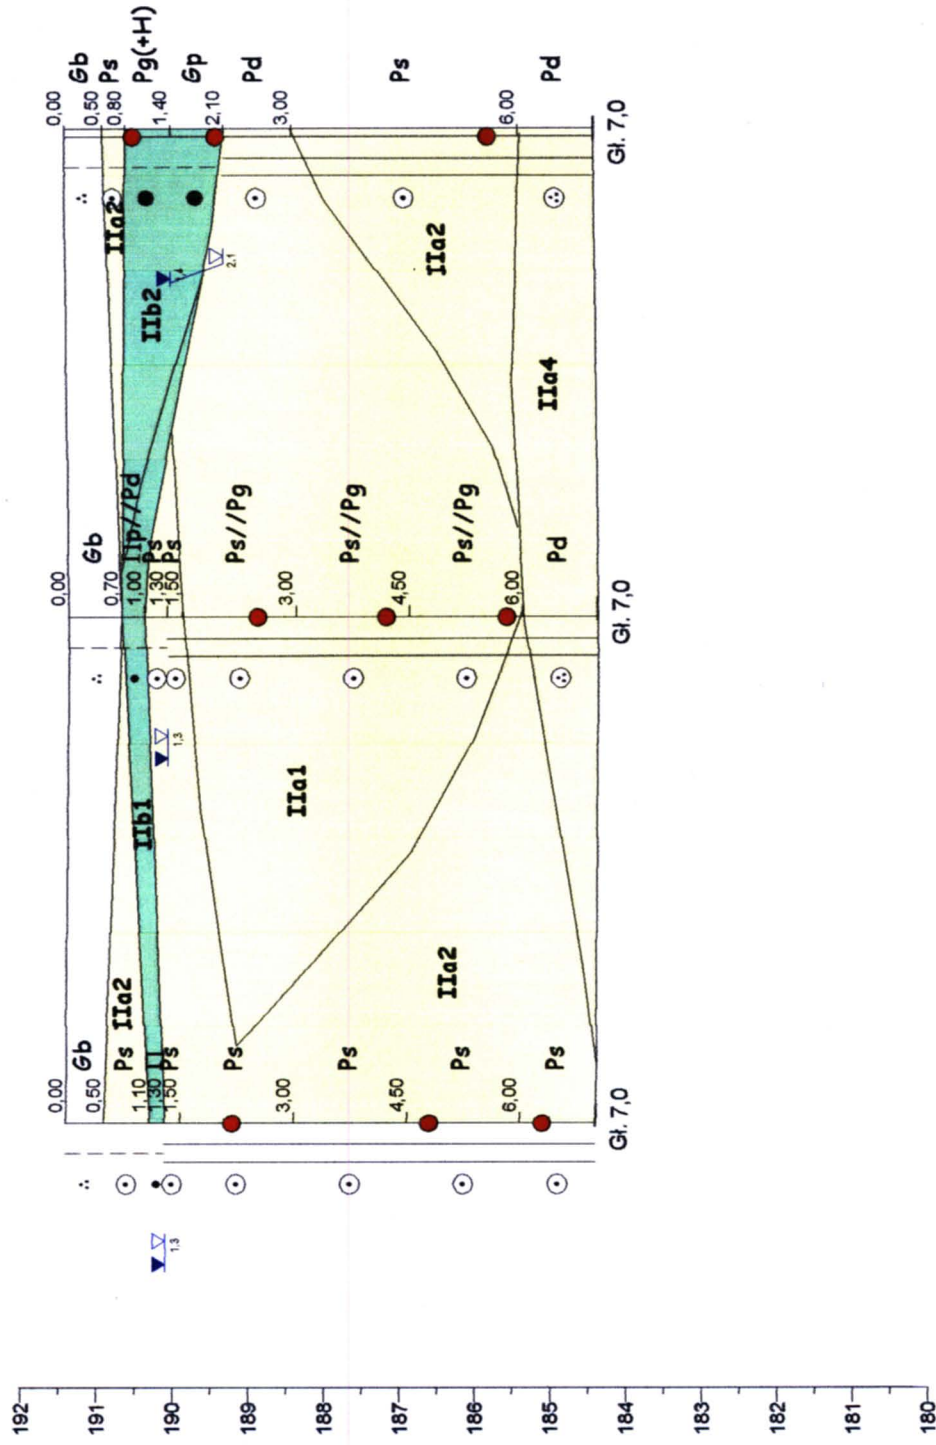 192
191
190
189
188
187
186
185
184
183
182
181
180
1,3
0,00
0,50
1,10
1,30
1,50
3,00
4,50
6,00
Gł. 7,0
Gb
Ps
Ps
Ps
Ps
Ps
Ps
IIa2
IIb1
IIa1
IIa2
1,3
0,00
0,70
1,00
1,30
1,50
3,00
4,50
6,00
Gł. 7,0
Gb
IIp//Pd
Ps
Ps
Ps//Pg
Ps//Pg
Ps//Pg
Pd
IIb2
IIa2
IIa2
IIa4
1,4
2,1
0,00
0,50
0,80
1,40
2,10
3,00
6,00
Gł. 7,0
Gb
Ps
Pg(+H)
Gp
Pd
Ps
Pd